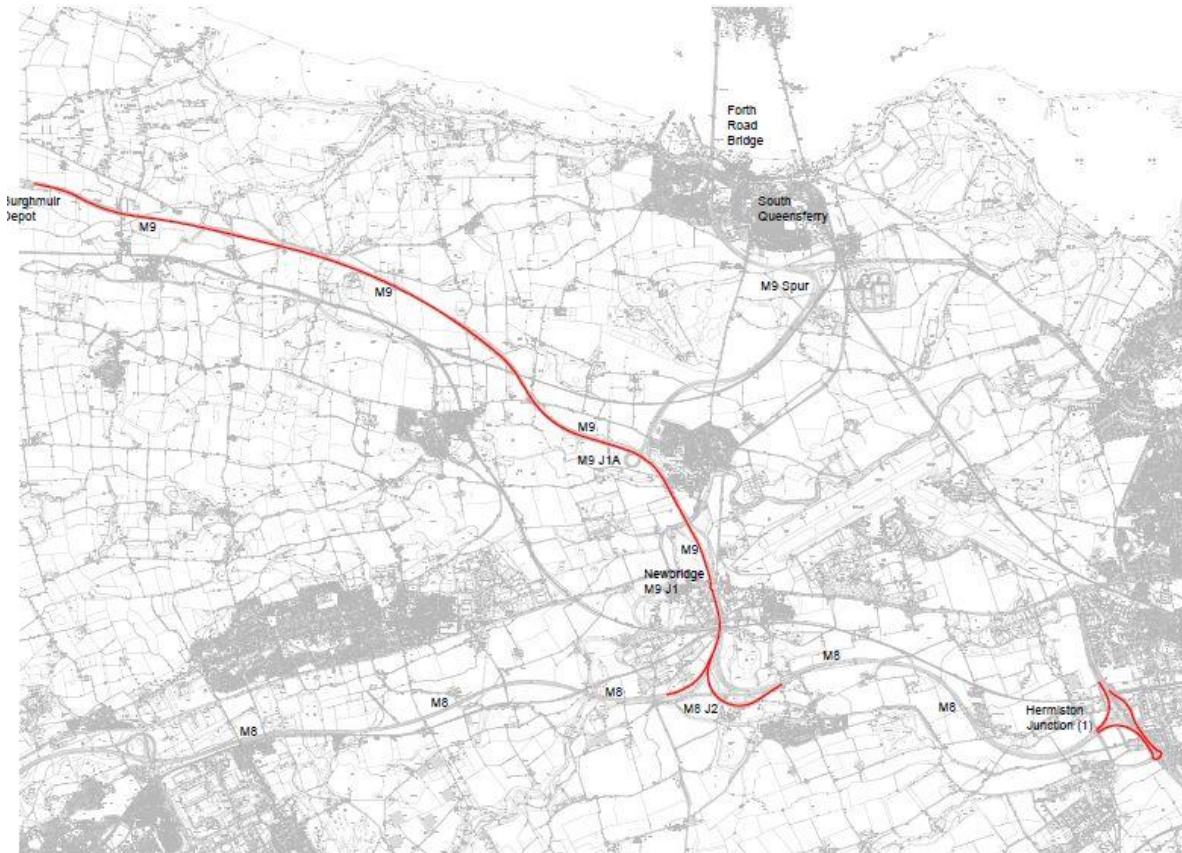 Forth
Road
Bridge
Burghmuir
Depot
South
Queensferry
M9
M9 Spur
M9
M9
M9 J1A
M9
Newbridge
M9 J1
M8
M8
M8
M8 J2
M8
Hermiston
Junction (1)
M8